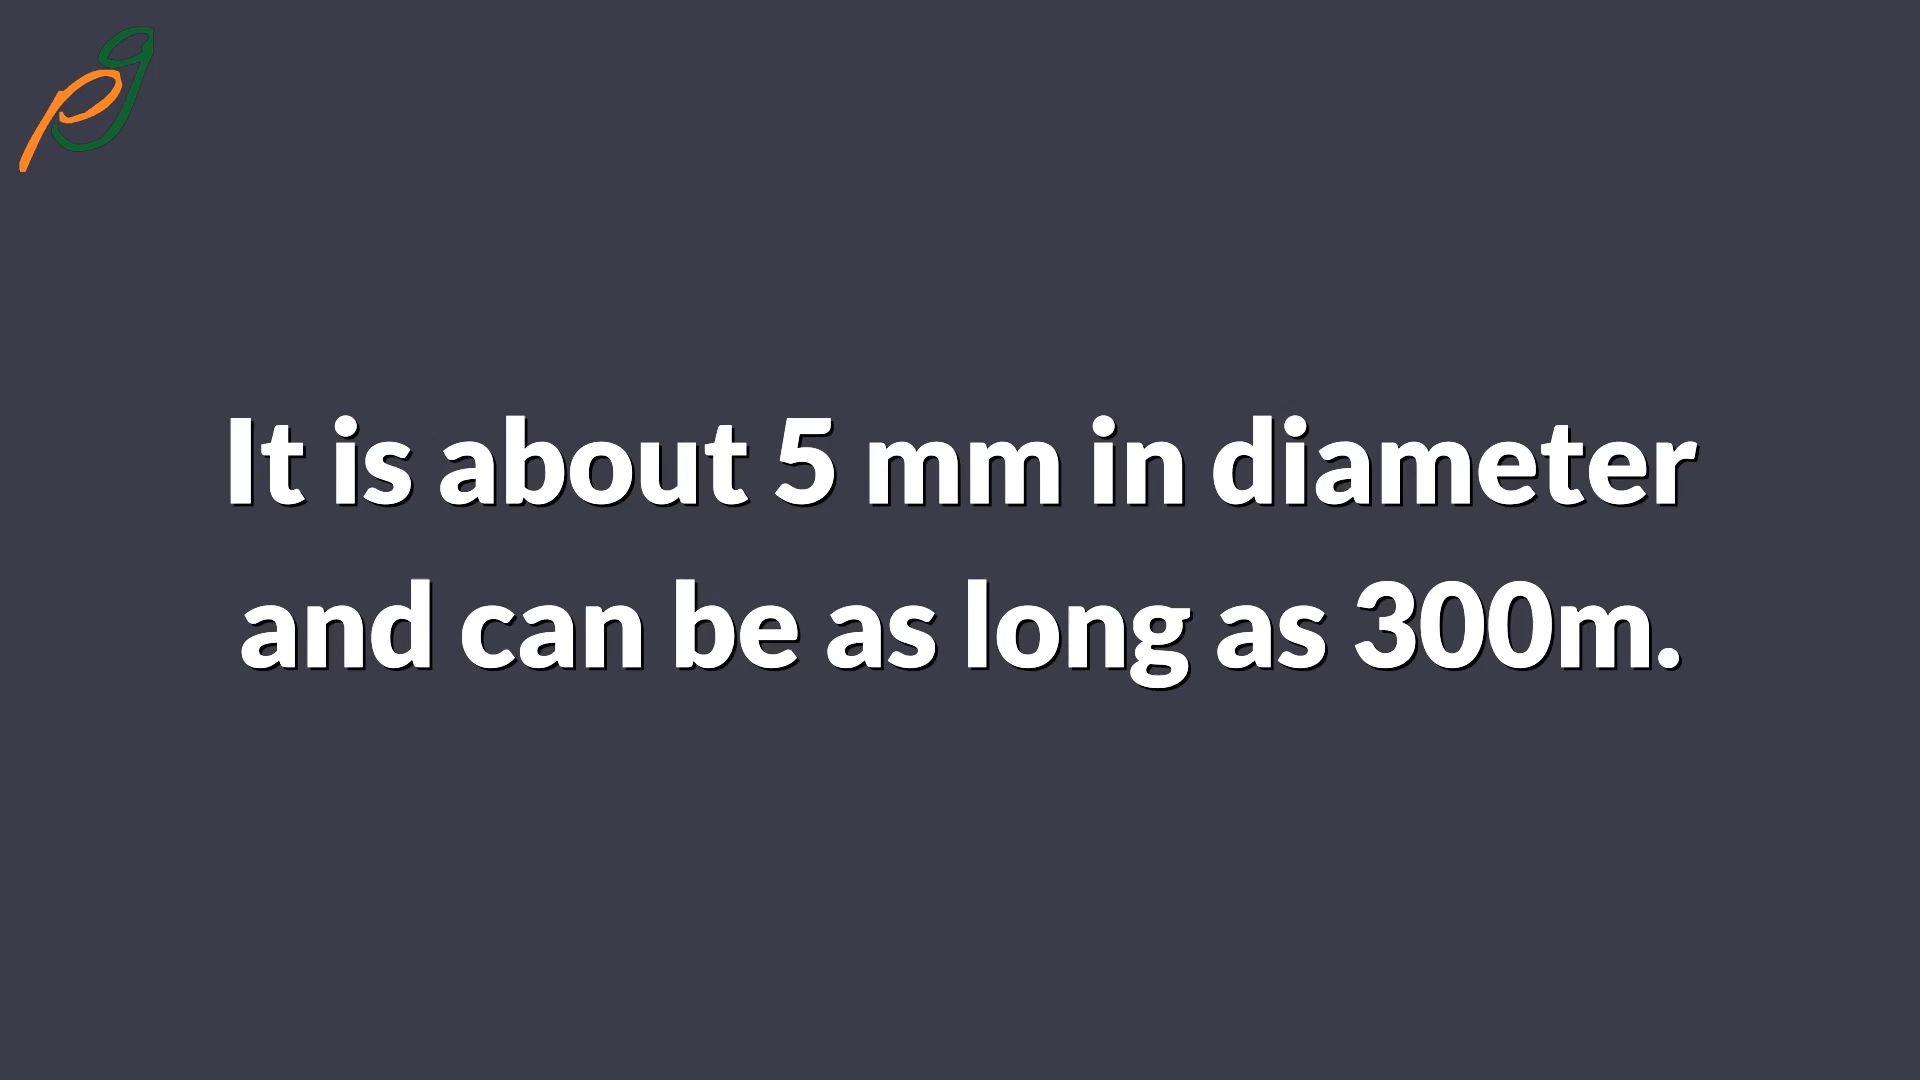 It is about 5 mm in diameter
and can be as long as 300m.